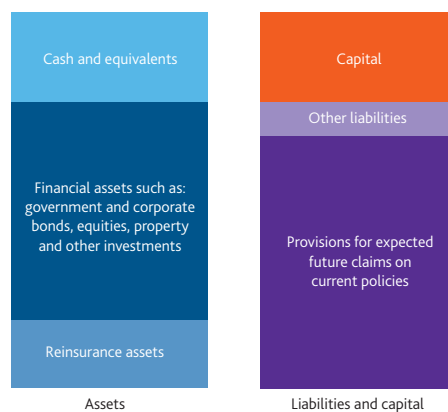 Cash and equivalents
Financial assets such as:
government and corporate
bonds, equities, property
and other investments
Reinsurance assets
Assets
Capital
Other liabilities
Provisions for expected
future claims on
current policies
Liabilities and capital